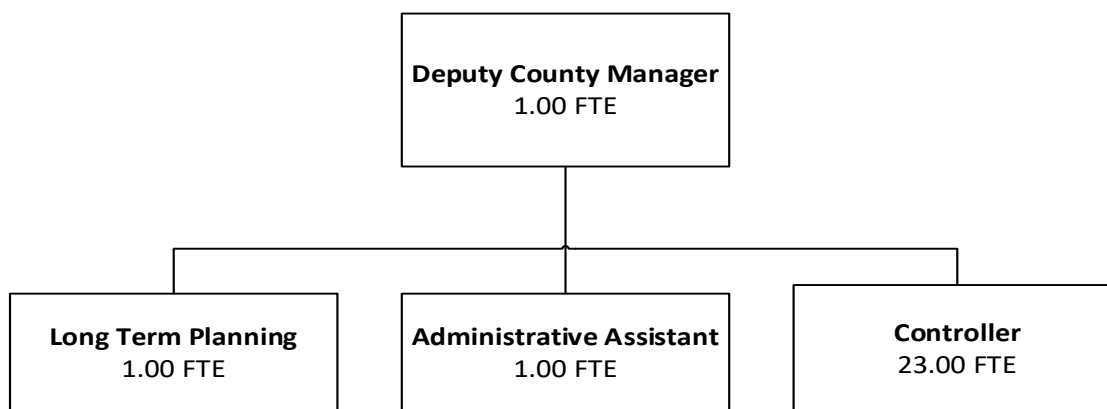 Deputy County Manager
1.00 FTE
Long Term Planning
1.00 FTE
Administrative Assistant
1.00 FTE
Controller
23.00 FTE